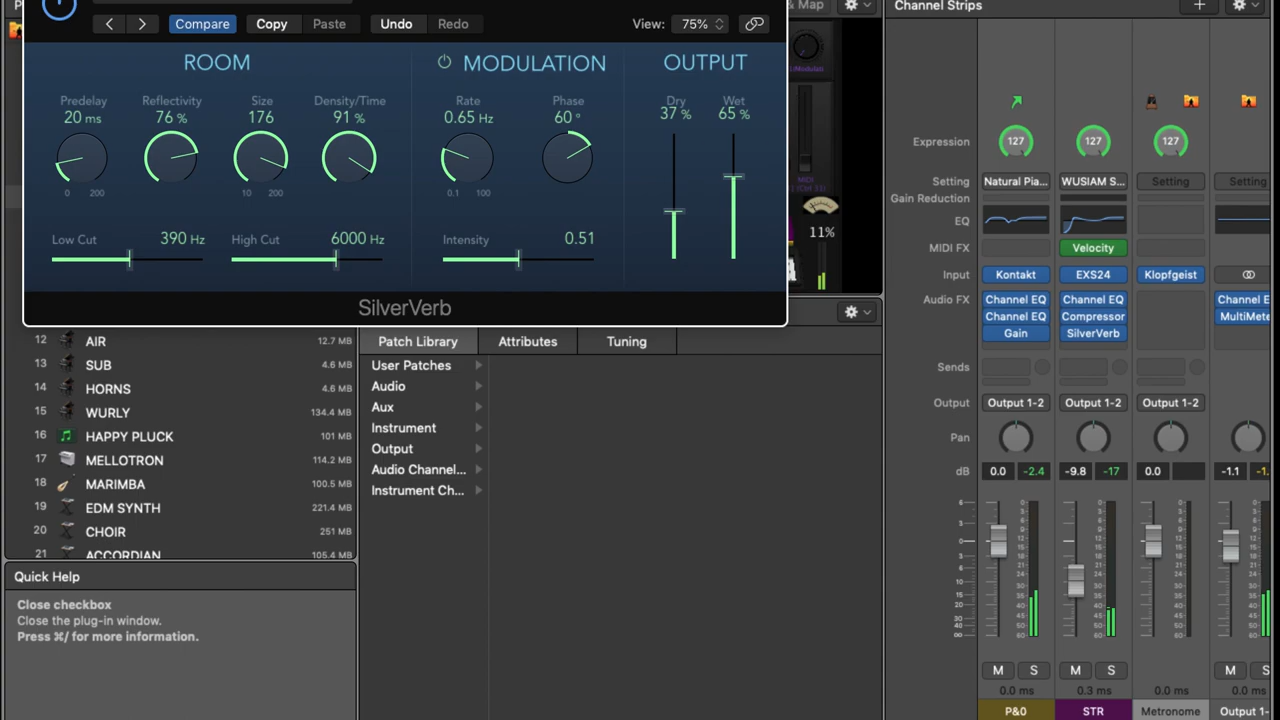 Compare Copy Paste Undo Redo View: 75%
& Map
Channel Strips
ROOM MODULATION OUTPUT
Predelay Reflectivity Size Density/Time Rate Phase Dry Wet
20 ms 76 % 176 91 % 0.65 Hz 60 ° 37 % 65 %
0 200 10 200 0.1 100
Low Cut 390 Hz High Cut 6000 Hz Intensity 0.51
SilverVerb
11%
12 AIR 12.7 MB
13 SUB 4.6 MB
14 HORNS 4.6 MB
15 WURLY 134.4 MB
16 HAPPY PLUCK 101 MB
17 MELLOTRON 114.2 MB
18 MARIMBA 100.5 MB
19 EDM SYNTH 221.4 MB
20 CHOIR 251 MB
21 ACCORDIAN 105.4 MB
Quick Help
Close checkbox
Close the plug-in window.
Press ⌘/ for more information.
Patch Library Attributes Tuning
User Patches
Audio
Aux
Instrument
Output
Audio Channel...
Instrument Ch...
Expression 127 127 127
Setting Natural Pia... WUSIAM S... Setting Setting
Gain Reduction
EQ
MIDI FX Velocity
Input Kontakt EXS24 Klopfgeist
Audio FX Channel EQ Channel EQ Channel E
Channel EQ Compressor MultiMete
Gain SilverVerb
Sends
Output Output 1-2 Output 1-2 Output 1-2
Pan
dB 0.0 -2.4 -9.8 -17 0.0 -1.1 -1.
M S M S M S
0.0 ms 0.3 ms 0.0 ms 0.0 ms
P&0 STR Metronome Output 1-